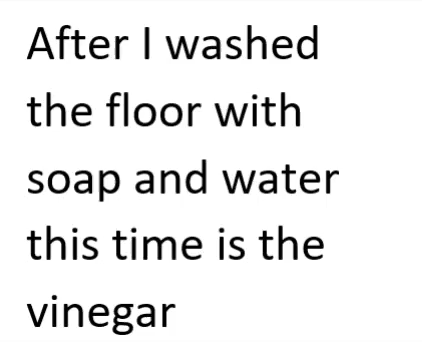 After I washed
the floor with
soap and water
this time is the
vinegar